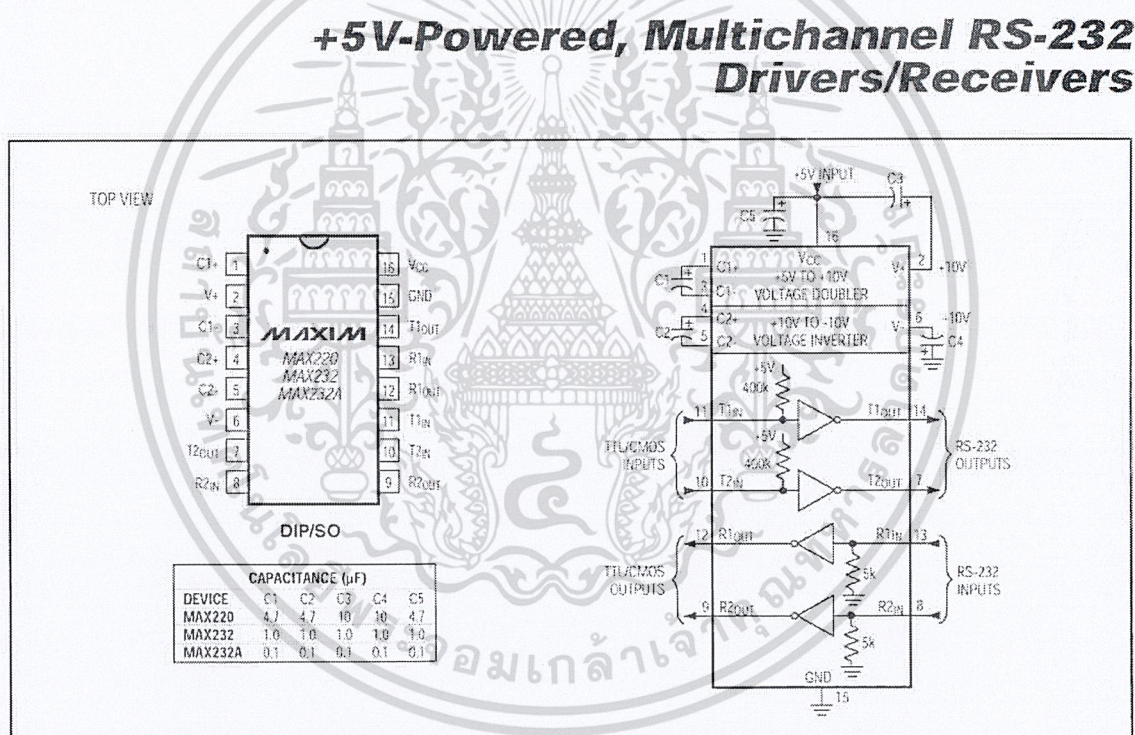 +5V-Powered, Multichannel RS-232
Drivers/Receivers
TOP VIEW
C1+ 1
V+ 2
C1- 3
C2+ 4
C2- 5
V- 6
T2OUT 7
R2IN 8
16 VCC
15 GND
14 T1OUT
13 R1IN
12 R1OUT
11 T1IN
10 T2IN
9 R2OUT
MAXIM
MAX220
MAX232
MAX232A
DIP/SO
CAPACITANCE (μF)
DEVICE C1 C2 C3 C4 C5
MAX220 4.7 4.7 10 10 4.7
MAX232 1.0 1.0 1.0 1.0 1.0
MAX232A 0.1 0.1 0.1 0.1 0.1
+5V INPUT
C3
C5
16
VCC
1 C1+
C1
3 C1-
+5V TO +10V
VOLTAGE DOUBLER
V+ 2 +10V
4 C2+
C2
5 C2-
+10V TO -10V
VOLTAGE INVERTER
V- 6 -10V
C4
+5V
400k
11 T1IN
T1OUT 14
+5V
400k
10 T2IN
T2OUT 7
TTL/CMOS
INPUTS
RS-232
OUTPUTS
12 R1OUT
R1IN 13
5k
9 R2OUT
R2IN 8
5k
TTL/CMOS
OUTPUTS
RS-232
INPUTS
GND
15